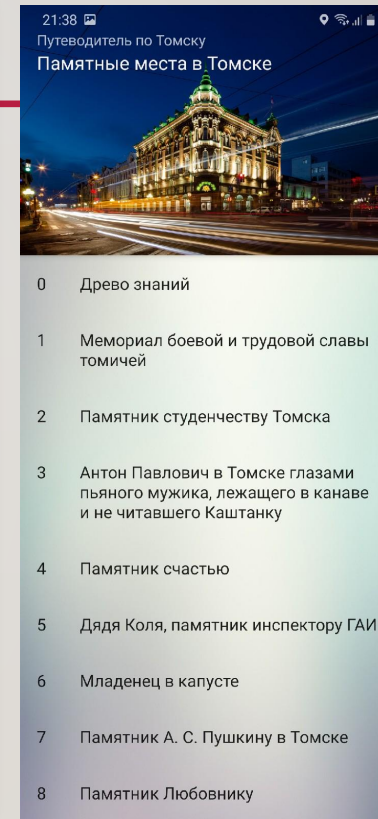 21:38
Путеводитель по Томску
Памятные места в Томске
0 Древо знаний
1 Мемориал боевой и трудовой славы
томичей
2 Памятник студенчеству Томска
3 Антон Павлович в Томске глазами
пьяного мужика, лежащего в канаве
и не читавшего Каштанку
4 Памятник счастью
5 Дядя Коля, памятник инспектору ГАИ
6 Младенец в капусте
7 Памятник А. С. Пушкину в Томске
8 Памятник Любовнику